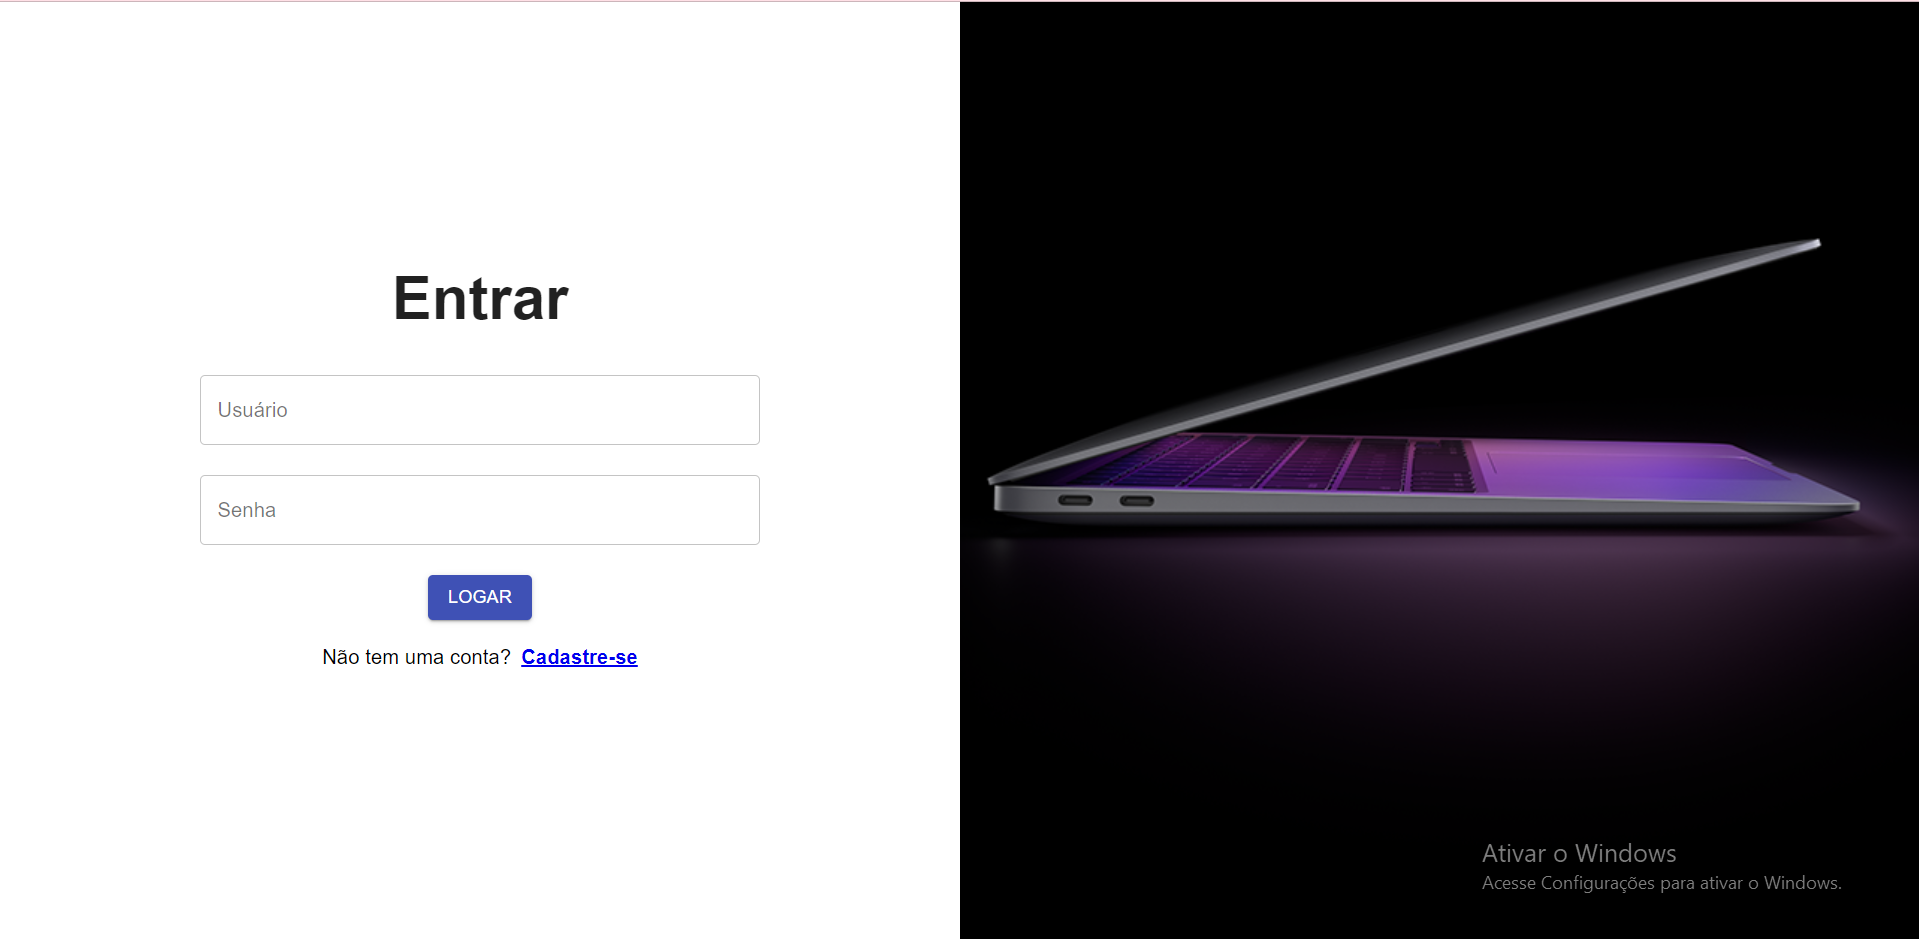 Entrar
Usuário
Senha
LOGAR
Não tem uma conta? Cadastre-se
Ativar o Windows
Acesse Configurações para ativar o Windows.